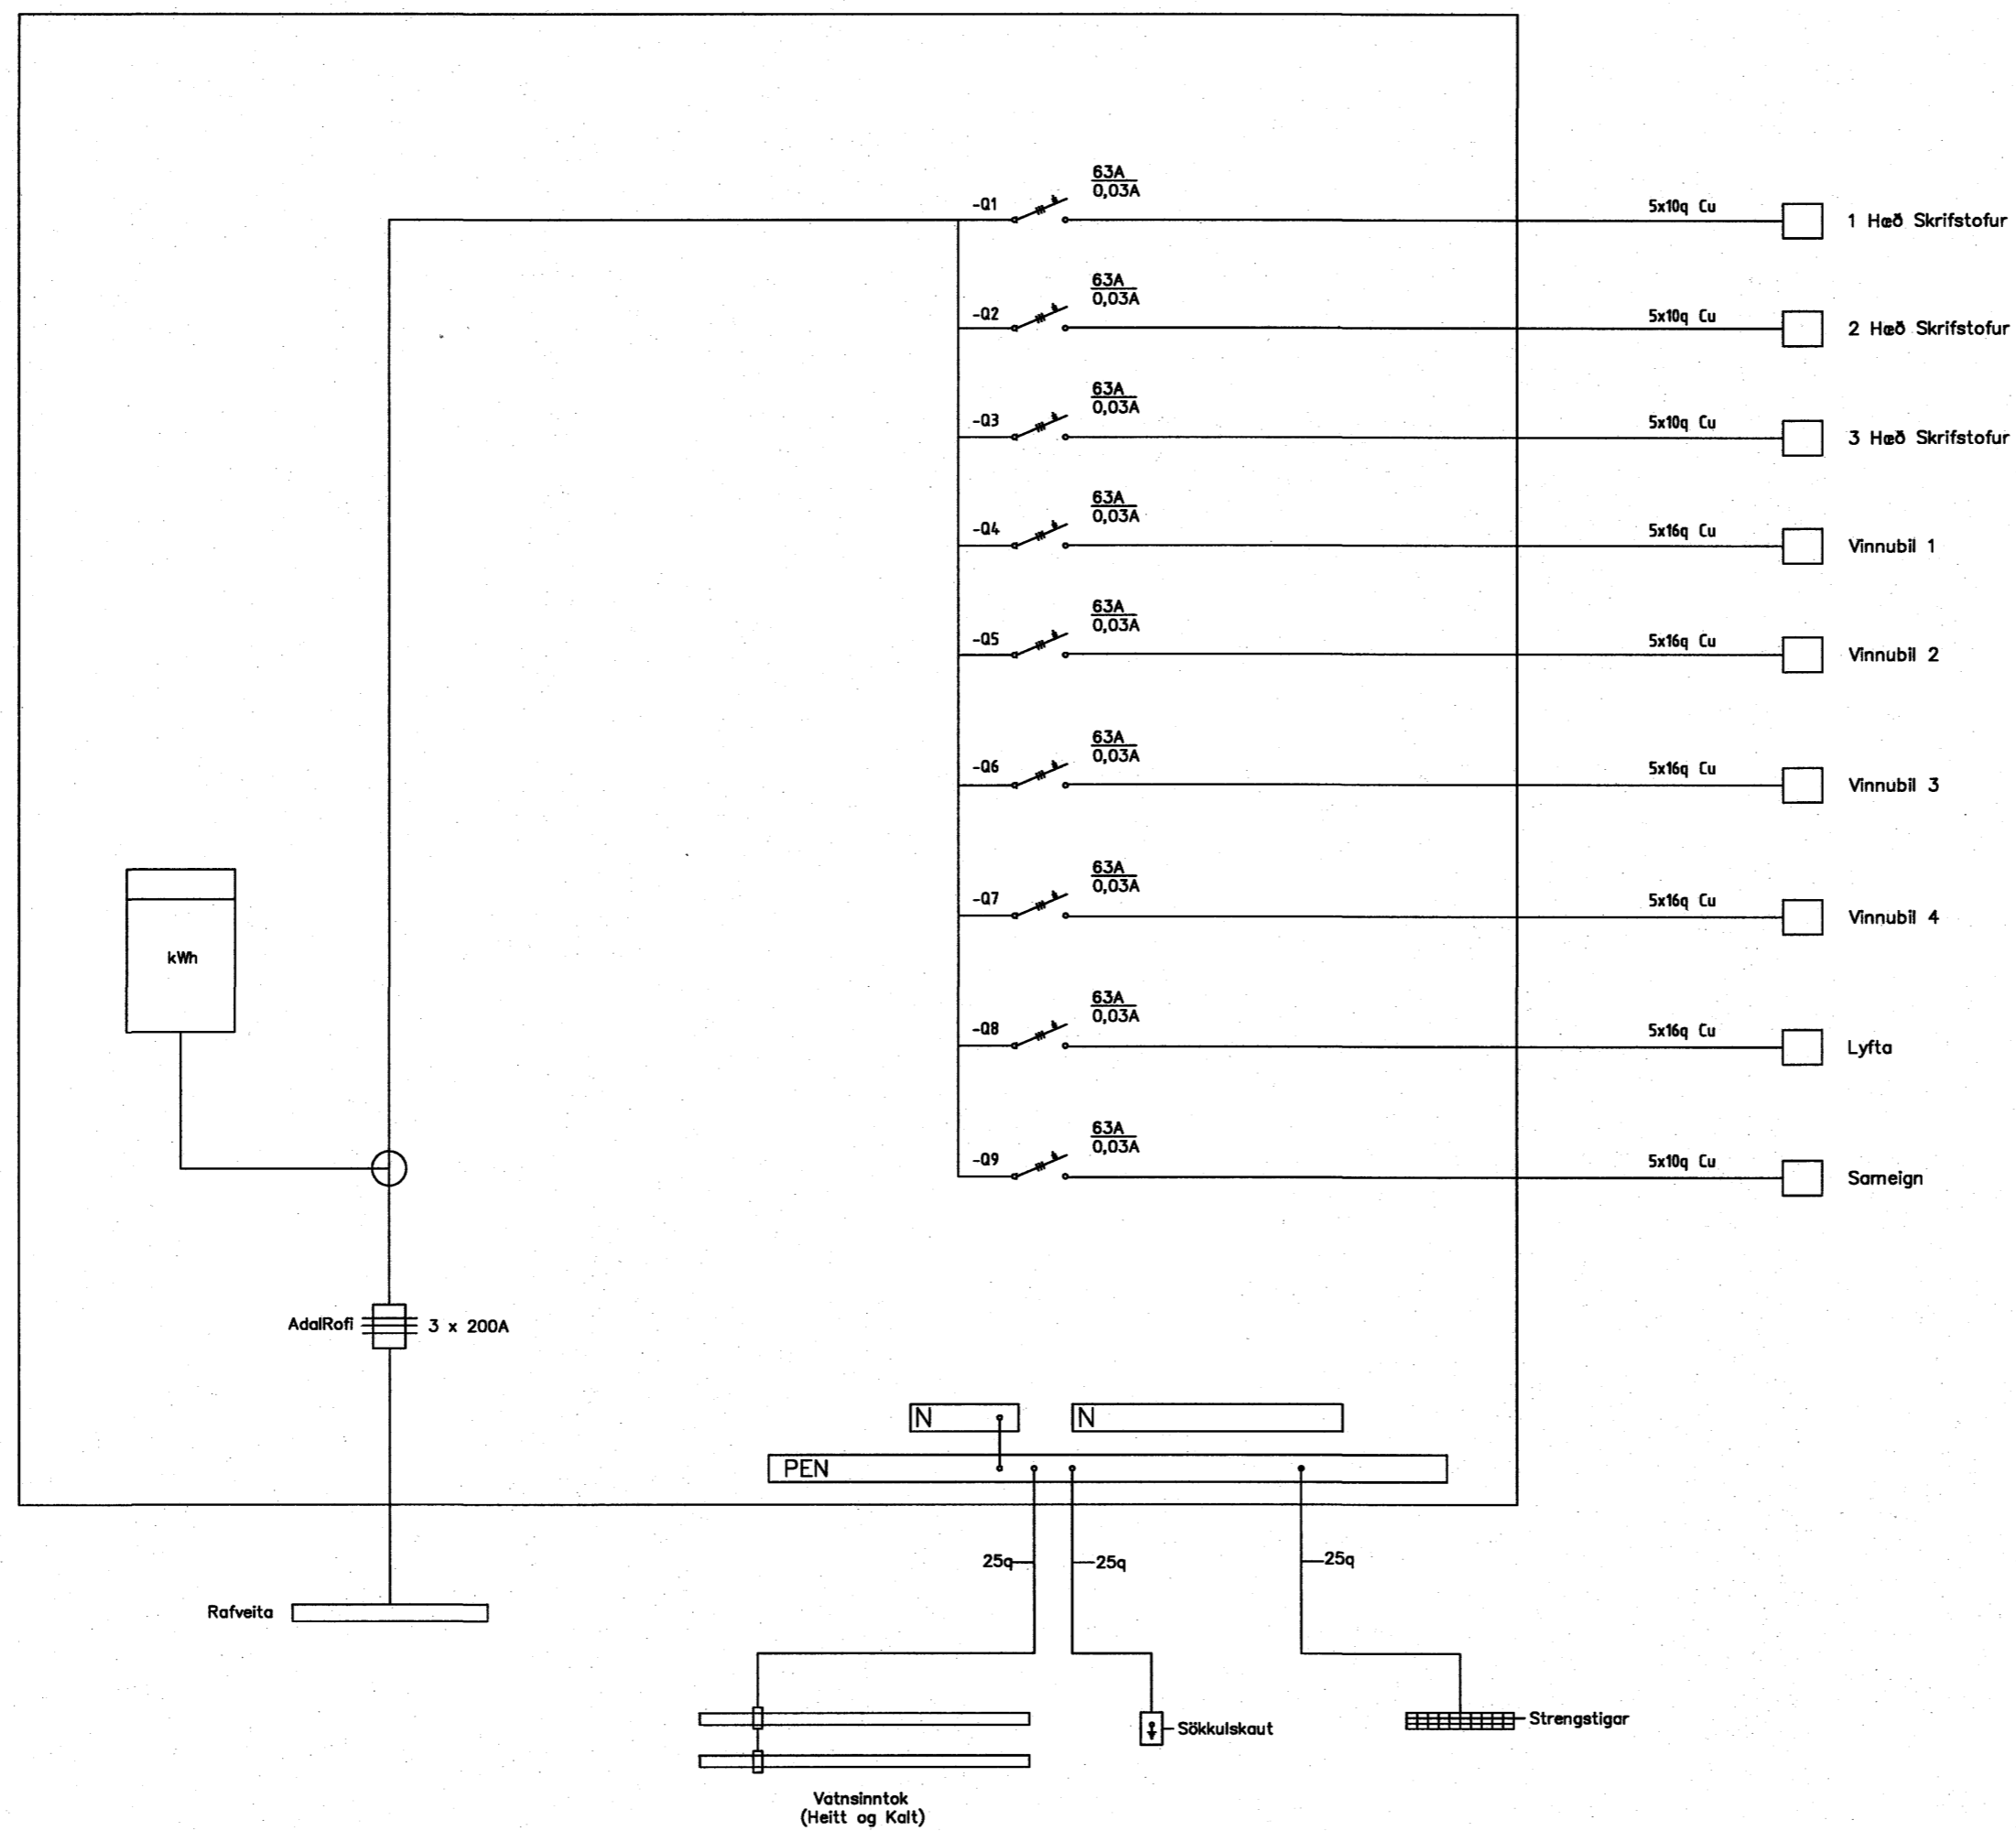 63A
0,03A
-Q1
5x10q Cu
1 Hæð Skrifstofur
63A
0,03A
-Q2
5x10q Cu
2 Hæð Skrifstofur
63A
0,03A
-Q3
5x10q Cu
3 Hæð Skrifstofur
63A
0,03A
-Q4
5x16q Cu
Vinnubil 1
63A
0,03A
-Q5
5x16q Cu
Vinnubil 2
63A
0,03A
-Q6
5x16q Cu
Vinnubil 3
63A
0,03A
-Q7
5x16q Cu
Vinnubil 4
kWh
63A
0,03A
-Q8
5x16q Cu
Lyfta
63A
0,03A
-Q9
5x10q Cu
Sameign
AdalRofi
3 x 200A
N
N
PEN
25q
25q
25q
Rafveita
Sökkulskaut
Strengstigar
Vatnsinntok
(Heitt og Kalt)